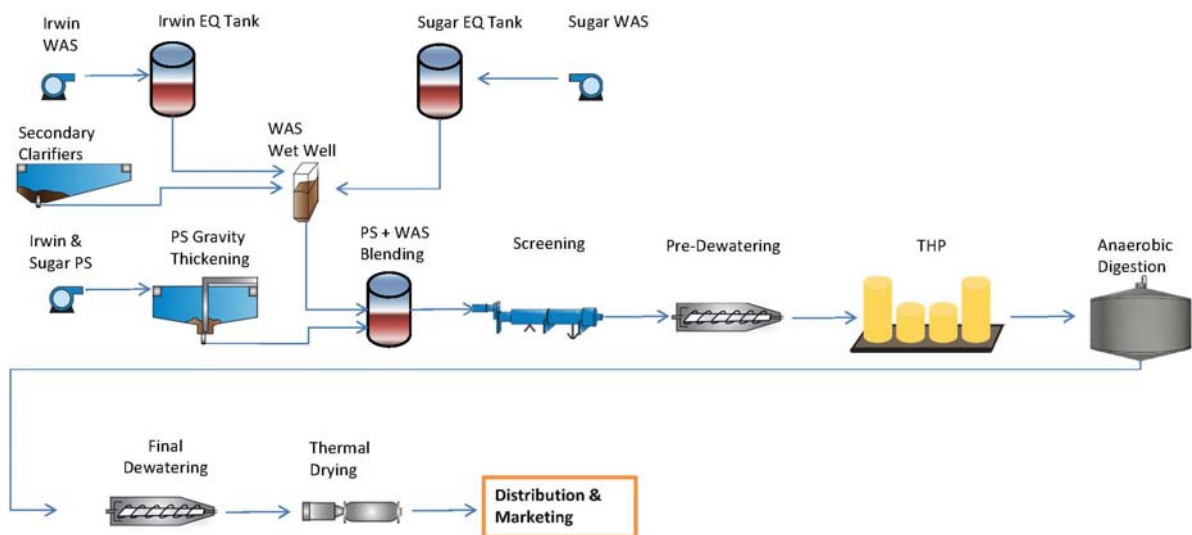 Irwin
WAS
Irwin EQ Tank
Sugar EQ Tank
Sugar WAS
Secondary
Clarifiers
WAS
Wet Well
Irwin &
Sugar PS
PS Gravity
Thickening
PS + WAS
Blending
Screening
Pre-Dewatering
THP
Anaerobic
Digestion
Final
Dewatering
Thermal
Drying
Distribution &
Marketing